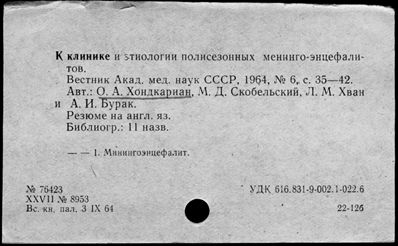 К клинике и этиологии полисезонных менинго-энцефали-
тов.
Вестник Акад. мед. наук СССР, 1964, № 6, с. 35—42.
Авт.: О. А. Хондкариан, М. Д. Скобельский, Л. М. Хван
и А. И. Бурак.
Резюме на англ. яз.
Библиогр.: 11 назв.
— — 1. Минингоэнцефалит.
№ 76423
УДК 616.831-9-002.1-022.6
XXVII № 8953
Вс. кн. пал. 3 IX 64
22-126